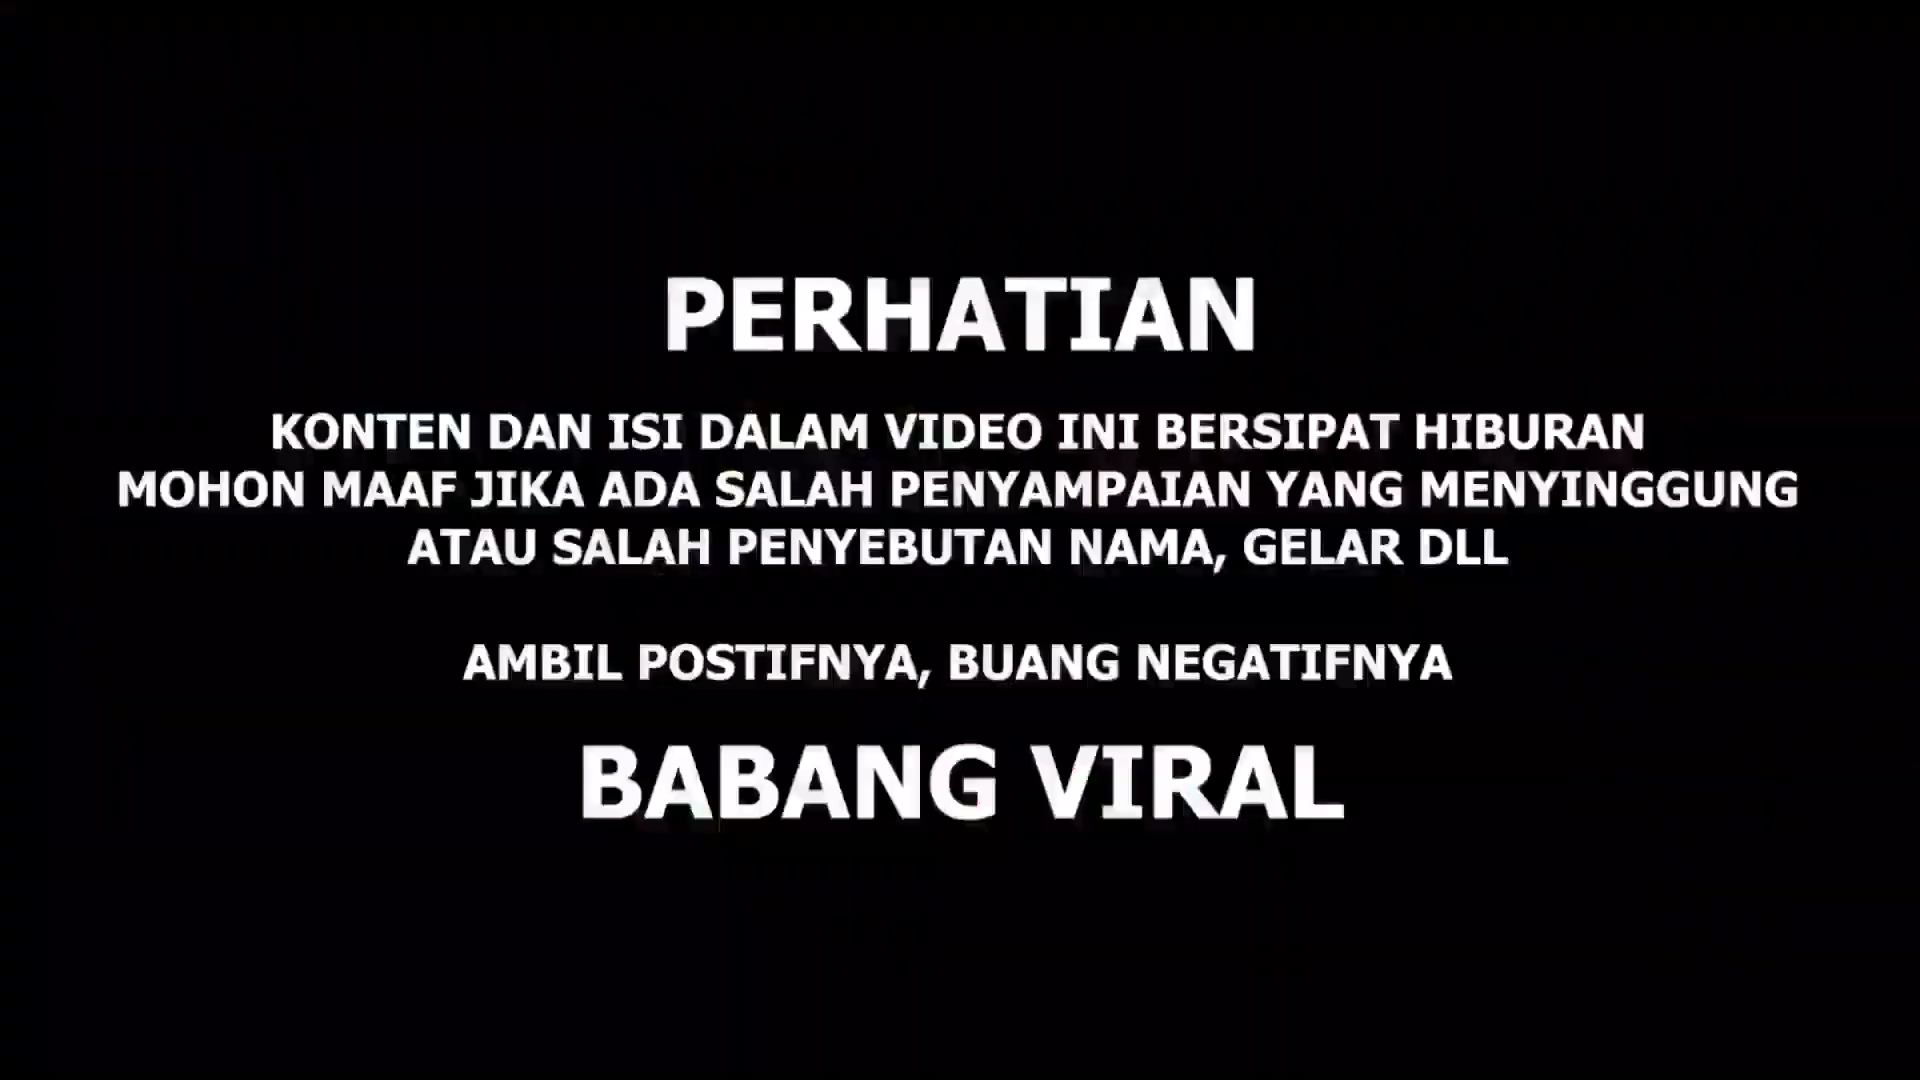 PERHATIAN
KONTEN DAN ISI DALAM VIDEO INI BERSIPAT HIBURAN
MOHON MAAF JIKA ADA SALAH PENYAMPAIAN YANG MENYINGGUNG
ATAU SALAH PENYEBUTAN NAMA, GELAR DLL
AMBIL POSTIFNYA, BUANG NEGATIFNYA
BABANG VIRAL